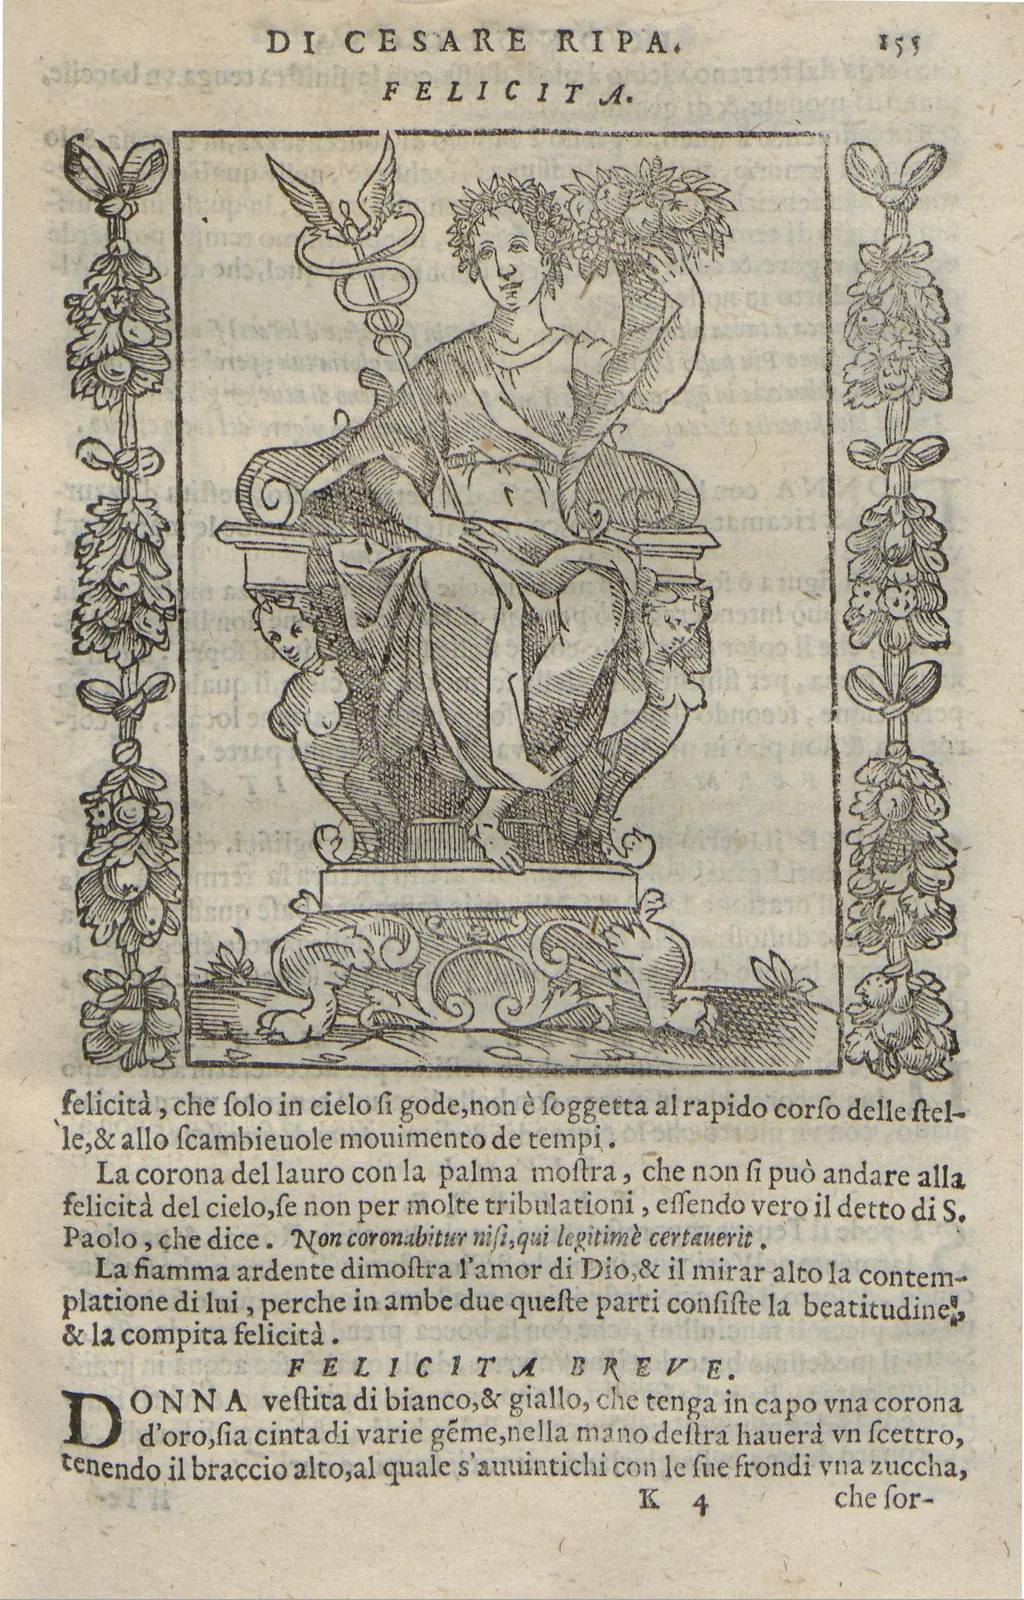 DI CESARE RIPA. 155
FELICITA.
felicità, che ſolo in cielo ſi gode,non è ſoggetta al rapido corſo delle ſtel-
le,& allo ſcambieuole mouimento de tempi.
La corona del lauro con la palma moſtra, che non ſi può andare alla
felicità del cielo,ſe non per molte tribulationi, eſſendo vero il detto di S.
Paolo, che dice. Non coronabitur niſi,qui legitimè certauerit.
La fiamma ardente dimoſtra l'amor di Dio,& il mirar alto la contem-
platione di lui, perche in ambe due queſte parti conſiſte la beatitudine,
& la compita felicità.
FELICITA BREVE.
DONNA veſtita di bianco,& giallo, che tenga in capo vna corona
d'oro,ſia cinta di varie gẽme,nella mano deſtra hauerà vn ſcettro,
tenendo il braccio alto,al quale s'auuintichi con le ſue frondi vna zuccha,
K 4 che ſor-